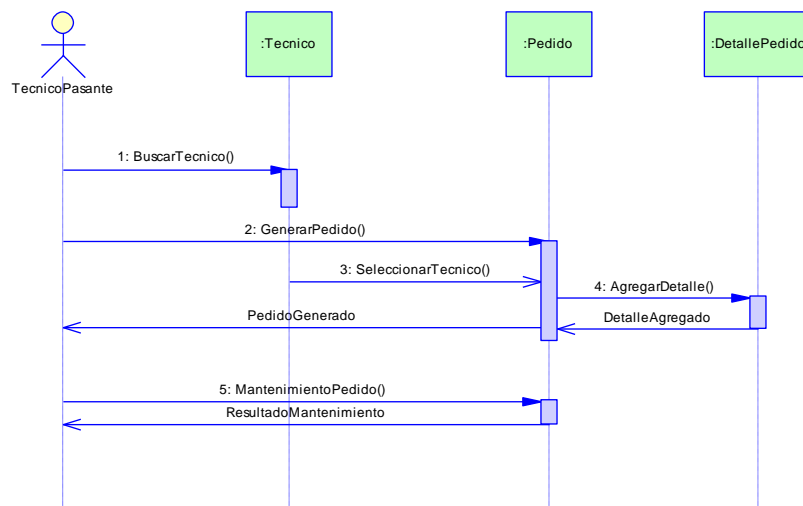 :Tecnico
:Pedido
:DetallePedido
TecnicoPasante
1: BuscarTecnico()
2: GenerarPedido()
3: SeleccionarTecnico()
4: AgregarDetalle()
PedidoGenerado
DetalleAgregado
5: MantenimientoPedido()
ResultadoMantenimiento